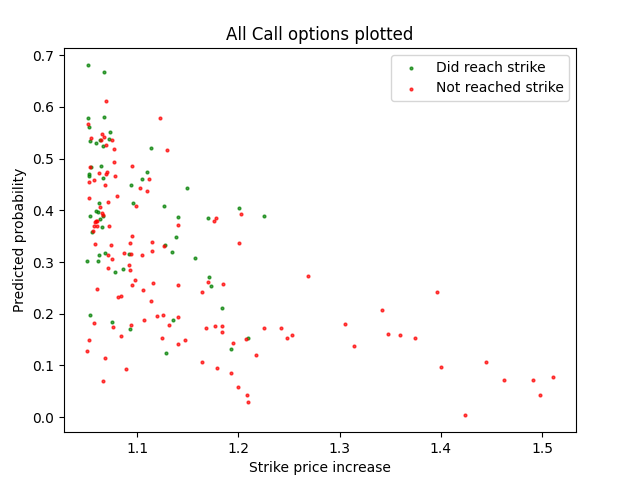 All Call options plotted
Did reach strike
Not reached strike
0.7
0.6
0.5
0.4
0.3
0.2
0.1
0.0
Predicted probability
1.1
1.2
1.3
1.4
1.5
Strike price increase